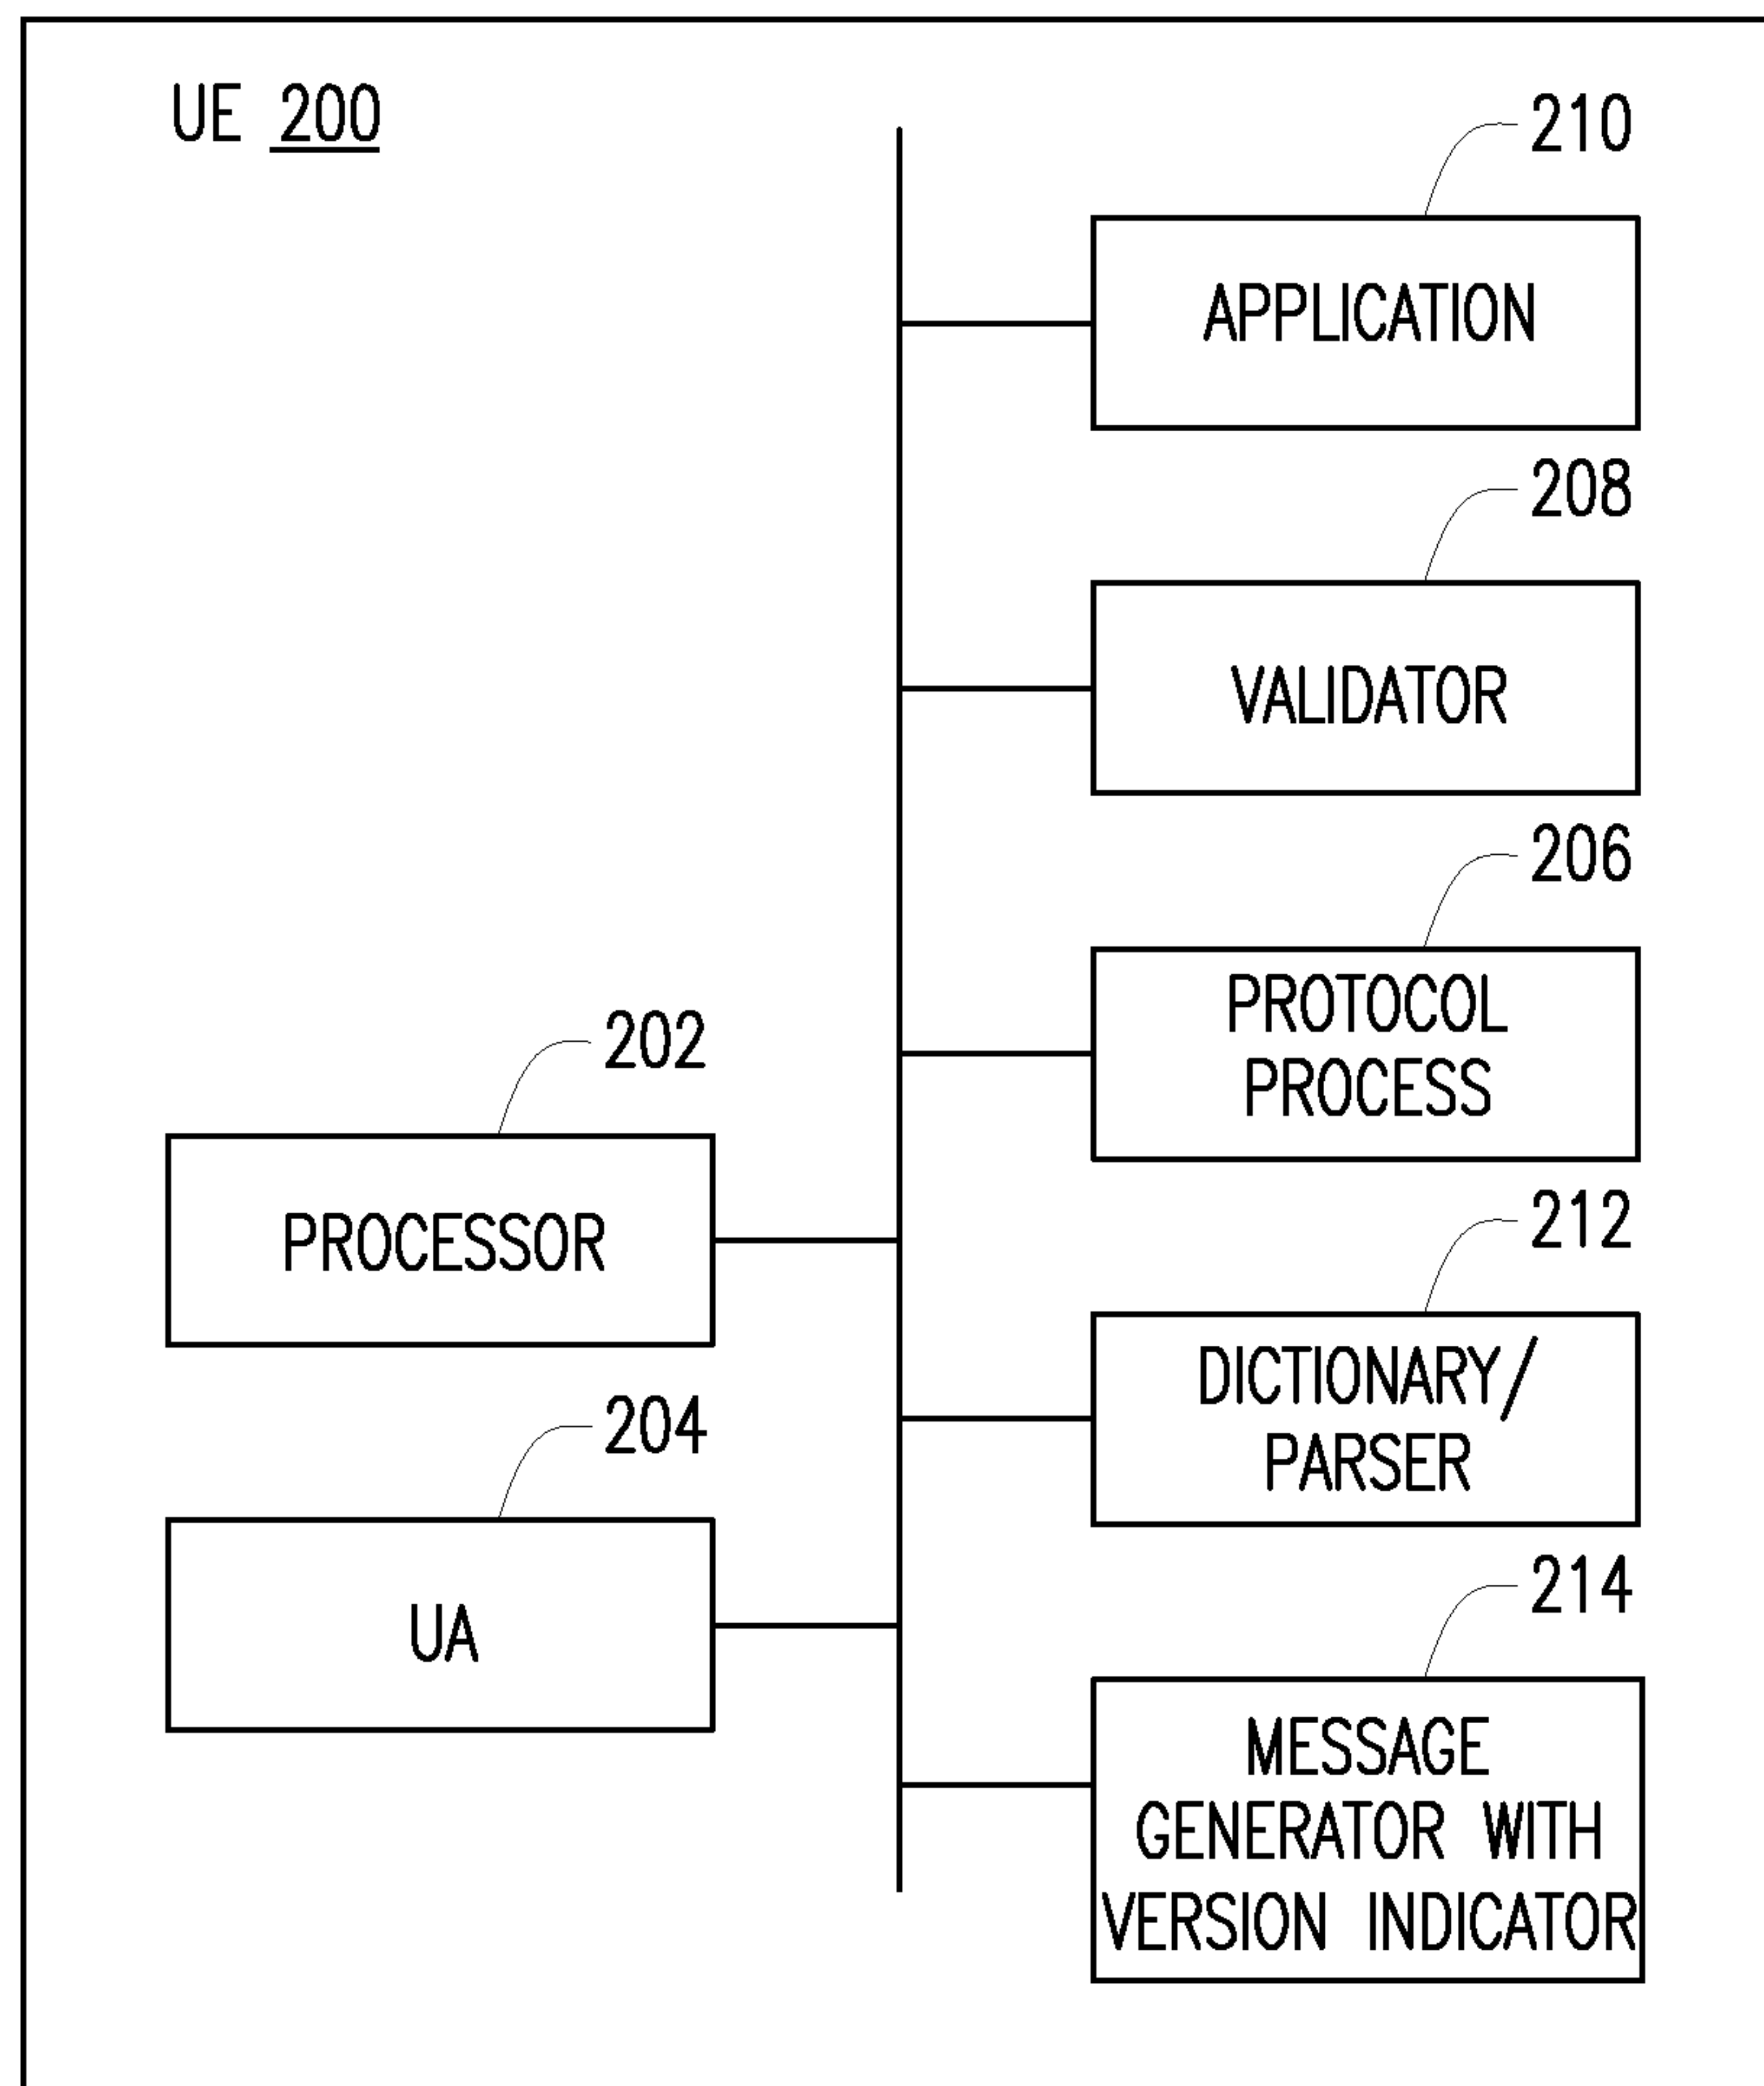 UE 200
210
APPLICATION
208
VALIDATOR
206
PROTOCOL
PROCESS
202
PROCESSOR
212
DICTIONARY/
PARSER
204
UA
214
MESSAGE
GENERATOR WITH
VERSION INDICATOR